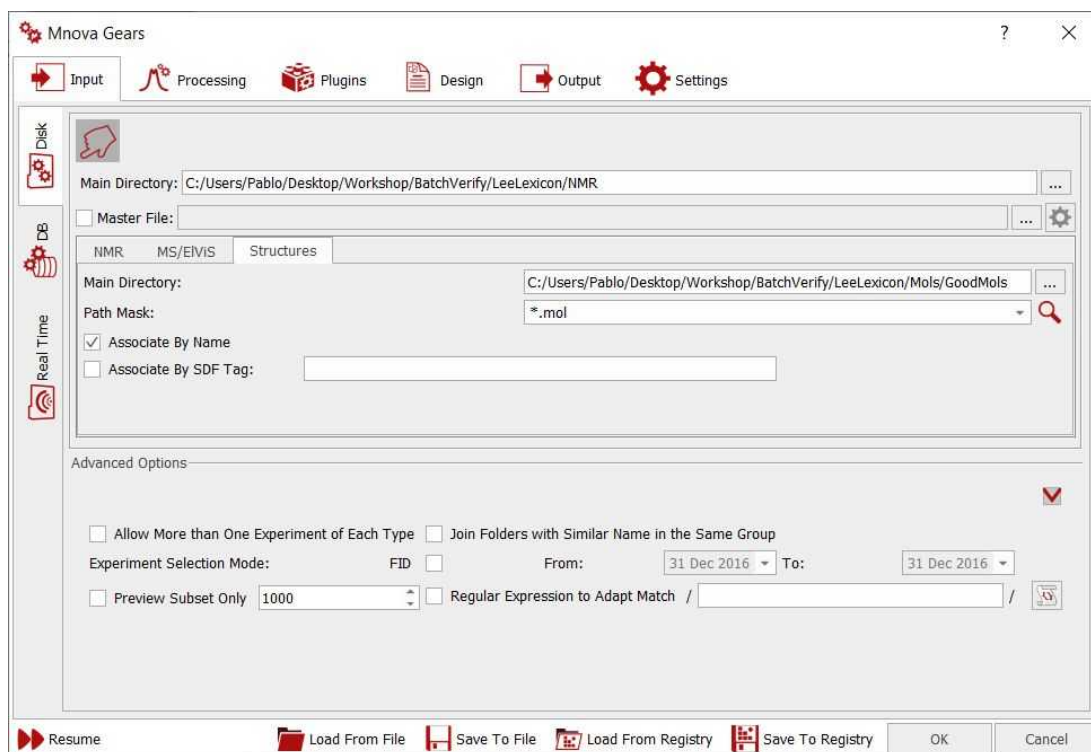 Mnova Gears ?
Input Processing Plugins Design Output Settings
Disk
DB
Real Time
Main Directory: C:/Users/Pablo/Desktop/Workshop/BatchVerify/LeeLexicon/NMR ...
Master File: ...
NMR MS/ElViS Structures
Main Directory: C:/Users/Pablo/Desktop/Workshop/BatchVerify/LeeLexicon/Mols/GoodMols ...
Path Mask: *.mol
Associate By Name
Associate By SDF Tag:
Advanced Options
Allow More than One Experiment of Each Type Join Folders with Similar Name in the Same Group
Experiment Selection Mode: FID From: 31 Dec 2016 To: 31 Dec 2016
Preview Subset Only 1000 Regular Expression to Adapt Match / /
Resume Load From File Save To File Load From Registry Save To Registry OK Cancel